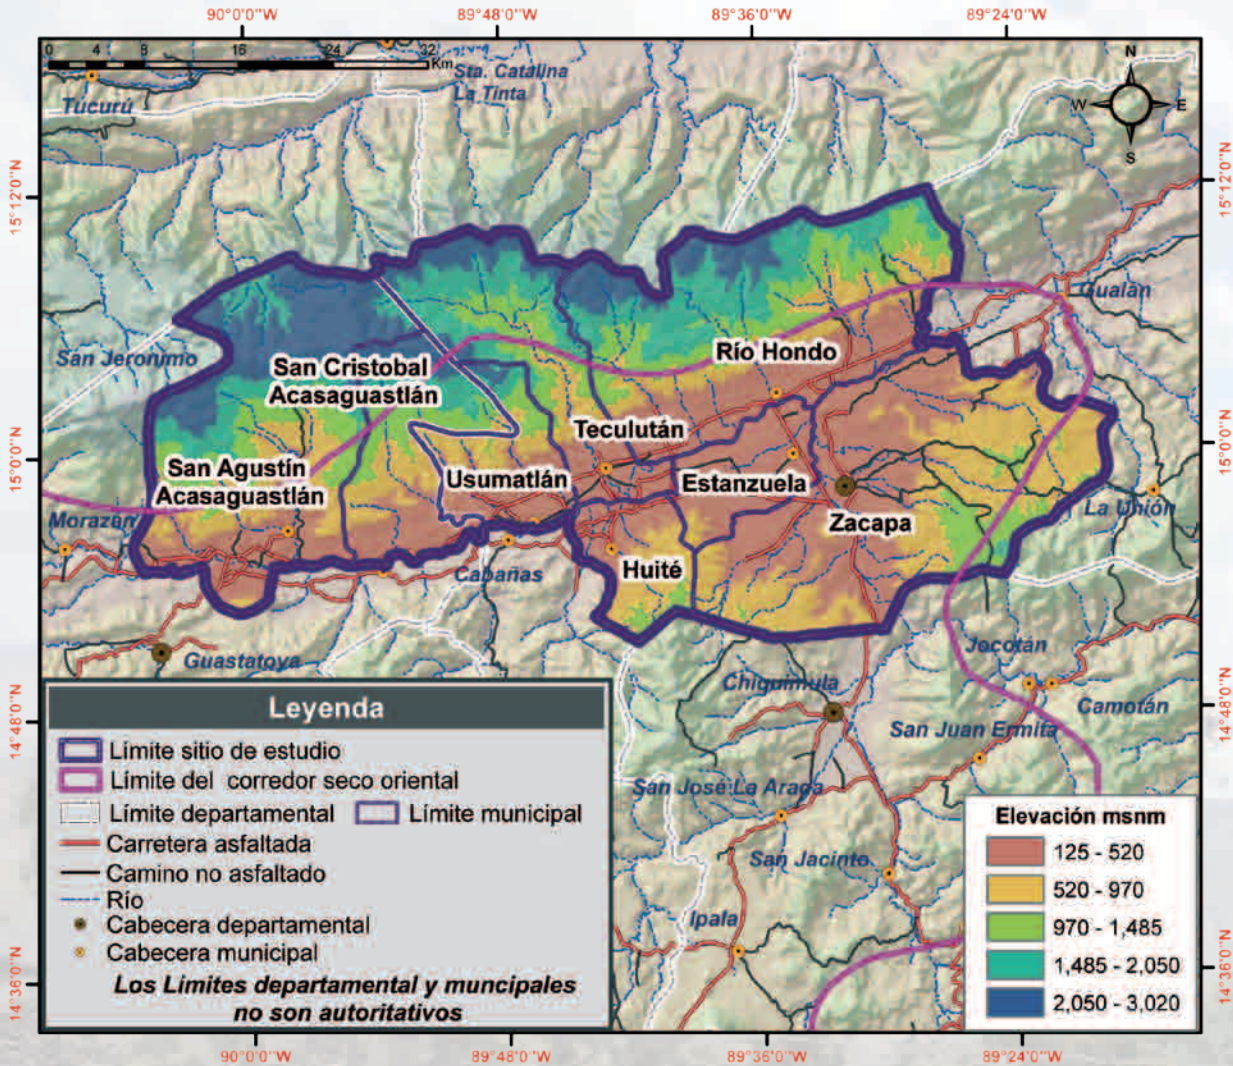 90°0'0"W
89°48'0"W
89°36'0"W
89°24'0"W
0 4 8 16 24 32 Km
N
W E
S
Sta. Catalina
La Tinta
Tucurú
15°12'0"N
15°12'0"N
Gualán
San Jeronimo
Río Hondo
San Cristobal
Acasaguastlán
Teculután
15°0'0"N
15°0'0"N
San Agustín
Acasaguastlán
Usumatlán
Estanzuela
Morazán
Zacapa
La Unión
Cabañas
Huité
Guastatoya
Jocotán
Chiquimula
Camotán
San Juan Ermita
14°48'0"N
14°48'0"N
San José La Arada
San Jacinto
Ipala
14°36'0"N
14°36'0"N
Leyenda
Límite sitio de estudio
Límite del corredor seco oriental
Límite departamental
Límite municipal
Carretera asfaltada
Camino no asfaltado
Río
Cabecera departamental
Cabecera municipal
Los Límites departamental y muncipales
no son autoritativos
Elevación msnm
125 - 520
520 - 970
970 - 1,485
1,485 - 2,050
2,050 - 3,020
90°0'0"W
89°48'0"W
89°36'0"W
89°24'0"W